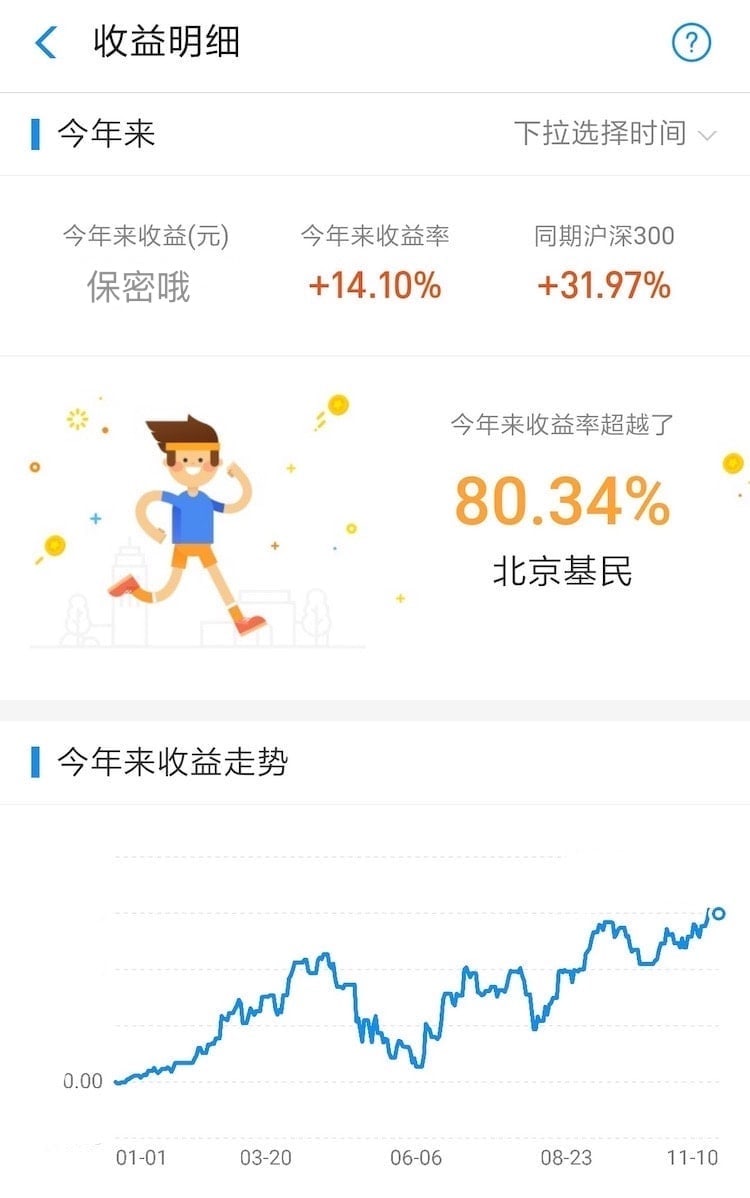 收益明细
?
今年来
下拉选择时间
今年来收益(元)
今年来收益率
同期沪深300
保密哦
+14.10%
+31.97%
今年来收益率超越了
80.34%
北京基民
今年来收益走势
0.00
01-01
03-20
06-06
08-23
11-10